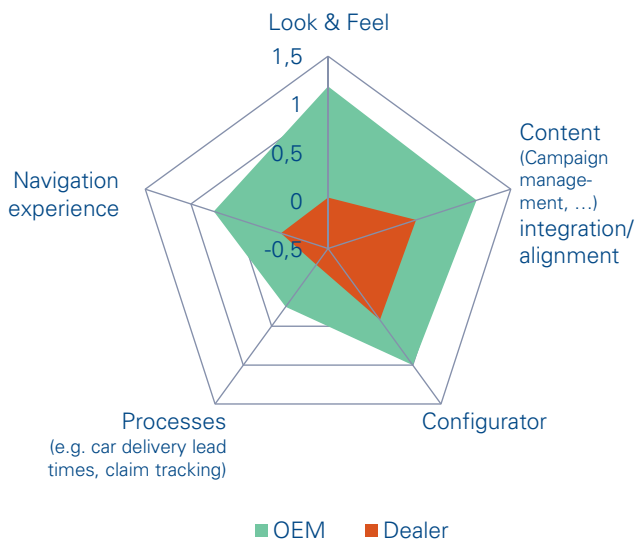 Look & Feel
1,5
1
0,5
0
-0,5
Content
(Campaign
manage-
ment, …)
integration/
alignment
Navigation
experience
Processes
(e.g. car delivery lead
times, claim tracking)
Configurator
OEM
Dealer